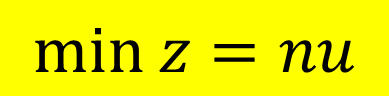 min z = nu